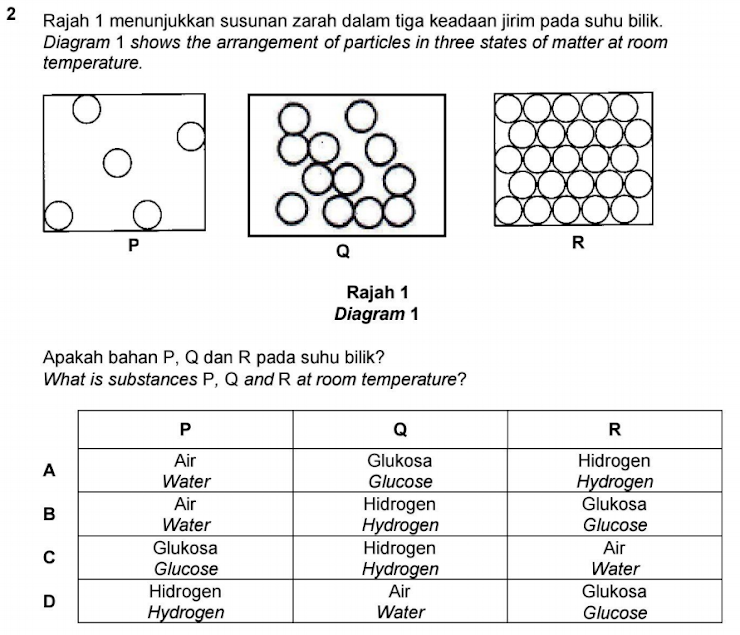 2
Rajah 1 menunjukkan susunan zarah dalam tiga keadaan jirim pada suhu bilik.
Diagram 1 shows the arrangement of particles in three states of matter at room
temperature.
P
Q
R
Rajah 1
Diagram 1
Apakah bahan P, Q dan R pada suhu bilik?
What is substances P, Q and R at room temperature?
P Q R
A
Air Glukosa Hidrogen
Water Glucose Hydrogen
B
Air Hidrogen Glukosa
Water Hydrogen Glucose
C
Glukosa Hidrogen Air
Glucose Hydrogen Water
D
Hidrogen Air Glukosa
Hydrogen Water Glucose